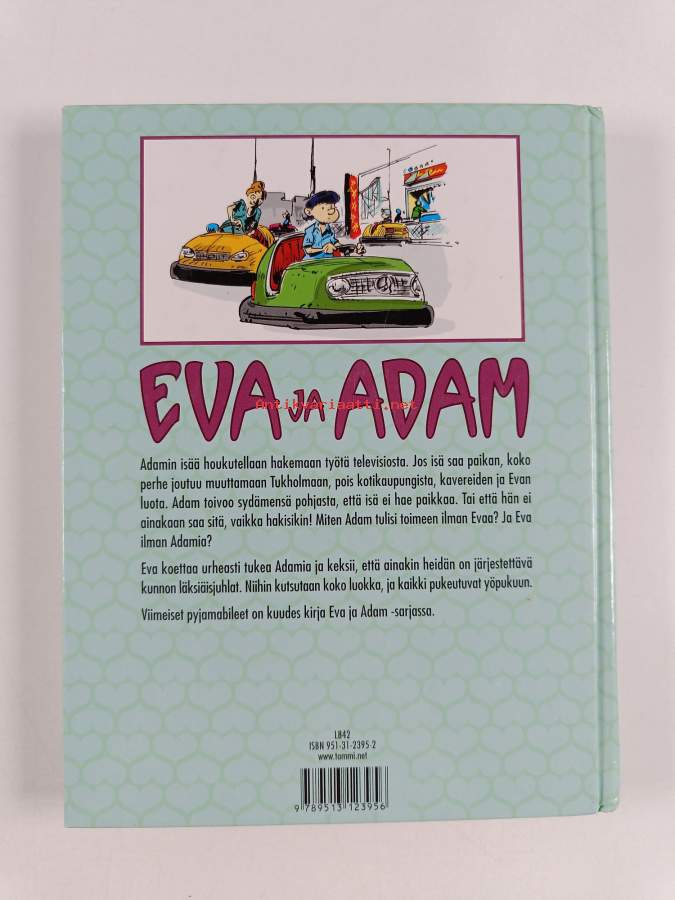 EVA JA ADAM
Antikvariaatti.net
Adamin isää houkutellaan hakemaan työtä televisiosta. Jos isä saa paikan, koko
perhe joutuu muuttamaan Tukholmaan, pois kotikaupungista, kavereiden ja Evan
luota. Adam toivoo sydämensä pohjasta, että isä ei hae paikkaa. Tai että hän ei
ainakaan saa sitä, vaikka hakisikin! Miten Adam tulisi toimeen ilman Evaa? Ja Eva
ilman Adamia?
Eva koettaa urheasti tukea Adamia ja keksii, että ainakin heidän on järjestettävä
kunnon läksiäisjuhlat. Niihin kutsutaan koko luokka, ja kaikki pukeutuvat yöpukuun.
Viimeiset pyjamabileet on kuudes kirja Eva ja Adam -sarjassa.
L842
ISBN 951-31-2395-2
www.tammi.net
9 789513 123956